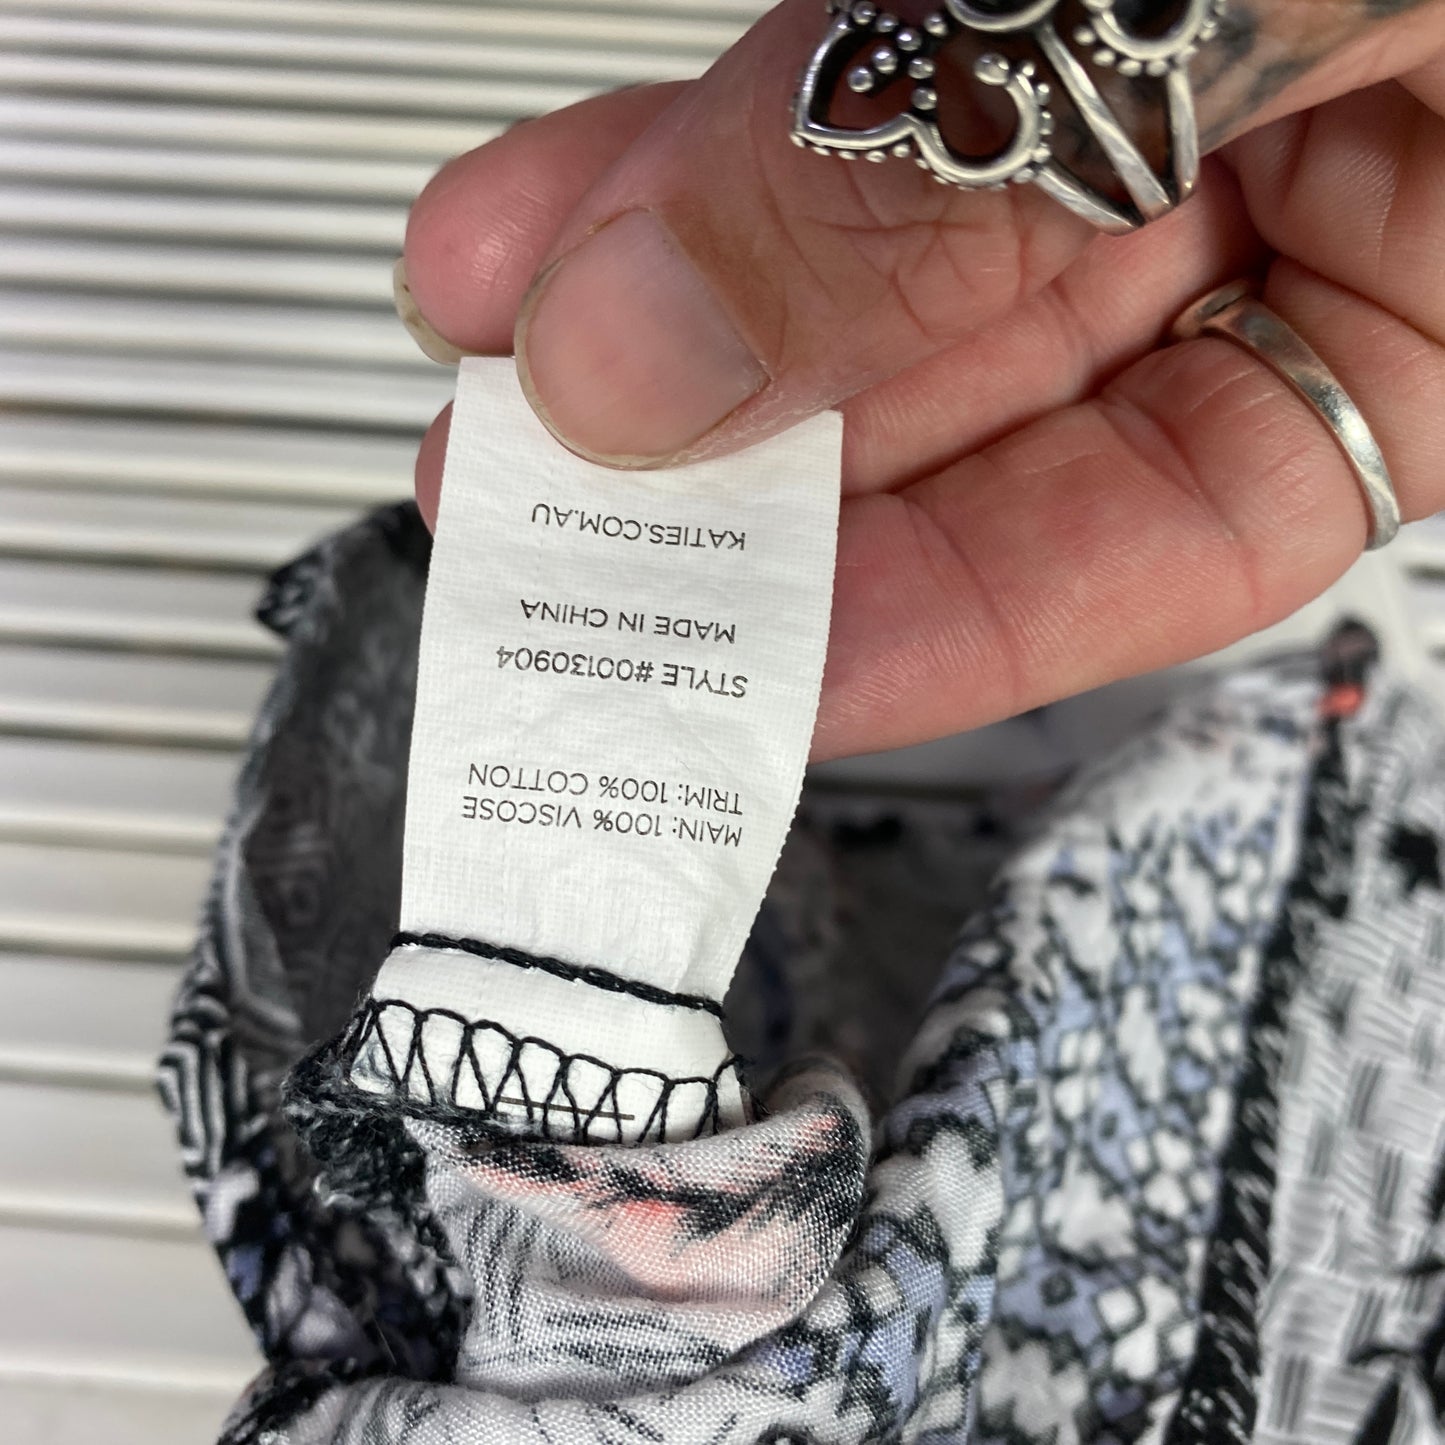 MAIN: 100% VISCOSE
TRIM: 100% COTTON
STYLE #00130904
MADE IN CHINA
KATIES.COM.AU